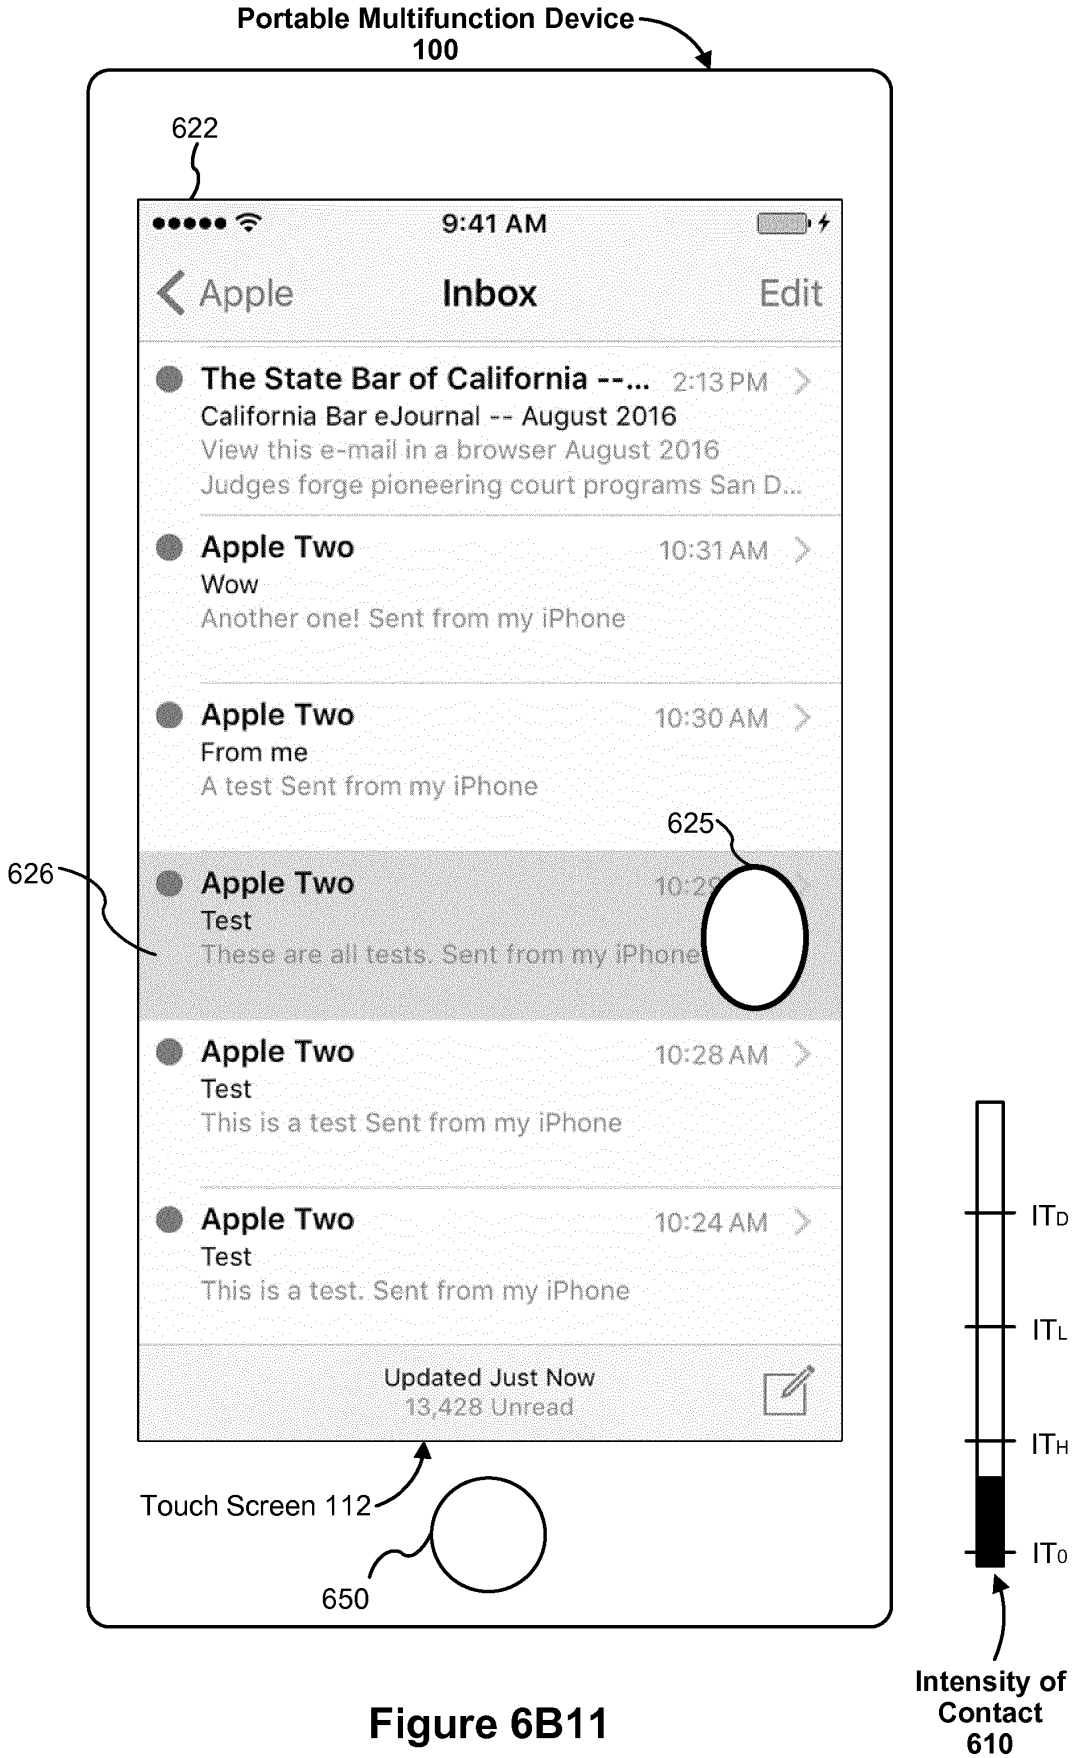 Portable Multifunction Device
100
622
9:41 AM
Apple
Inbox
Edit
The State Bar of California --...
2:13 PM
California Bar eJournal -- August 2016
View this e-mail in a browser August 2016
Judges forge pioneering court programs San D...
Apple Two
10:31 AM
Wow
Another one! Sent from my iPhone
Apple Two
10:30 AM
From me
A test Sent from my iPhone
625
626
Apple Two
10:29
Test
These are all tests. Sent from my iPhone
Apple Two
10:28 AM
Test
This is a test Sent from my iPhone
Apple Two
10:24 AM
Test
This is a test. Sent from my iPhone
Updated Just Now
13,428 Unread
ITD
ITL
ITH
IT0
Touch Screen 112
650
Intensity of
Contact
610
Figure 6B11